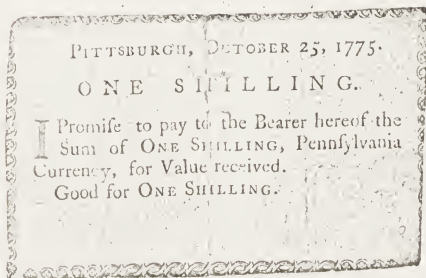 PITTSBURGH, OCTOBER 25, 1775.
ONE SHILLING.
I Promiſe to pay to the Bearer hereof the
Sum of ONE SHILLING, Pennſylvania
Currency, for Value received.
Good for ONE SHILLING.